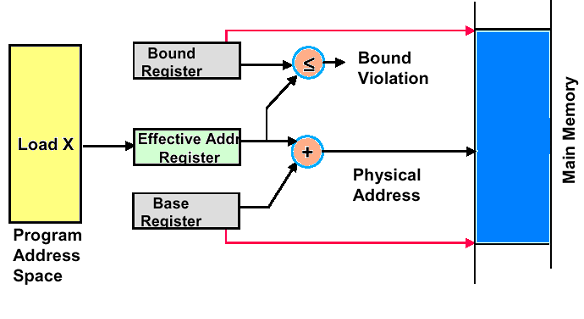 Bound
Register
≤
Bound
Violation
Load X
Effective Addr
Register
+
Physical
Address
Base
Register
Program
Address
Space
Main Memory